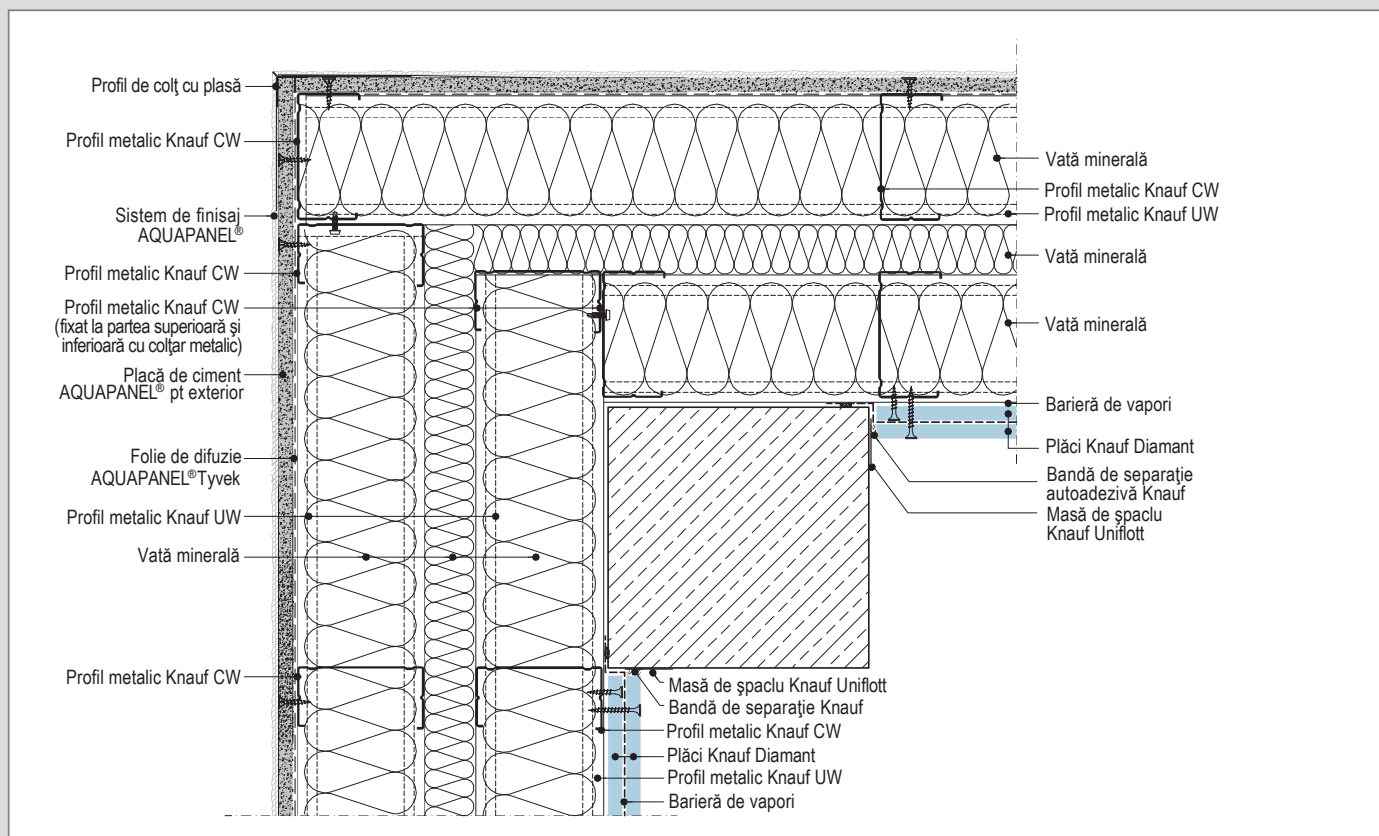 Profil de colţ cu plasă
Profil metalic Knauf CW
Sistem de finisaj
AQUAPANEL®
Profil metalic Knauf CW
Profil metalic Knauf CW
(fixat la partea superioară şi
inferioară cu colţar metalic)
Placă de ciment
AQUAPANEL® pt exterior
Folie de difuzie
AQUAPANEL®Tyvek
Profil metalic Knauf UW
Vată minerală
Profil metalic Knauf CW
Vată minerală
Profil metalic Knauf CW
Profil metalic Knauf UW
Vată minerală
Vată minerală
Barieră de vapori
Plăci Knauf Diamant
Bandă de separaţie
autoadezivă Knauf
Masă de şpaclu
Knauf Uniflott
Masă de şpaclu Knauf Uniflott
Bandă de separaţie Knauf
Profil metalic Knauf CW
Plăci Knauf Diamant
Profil metalic Knauf UW
Barieră de vapori